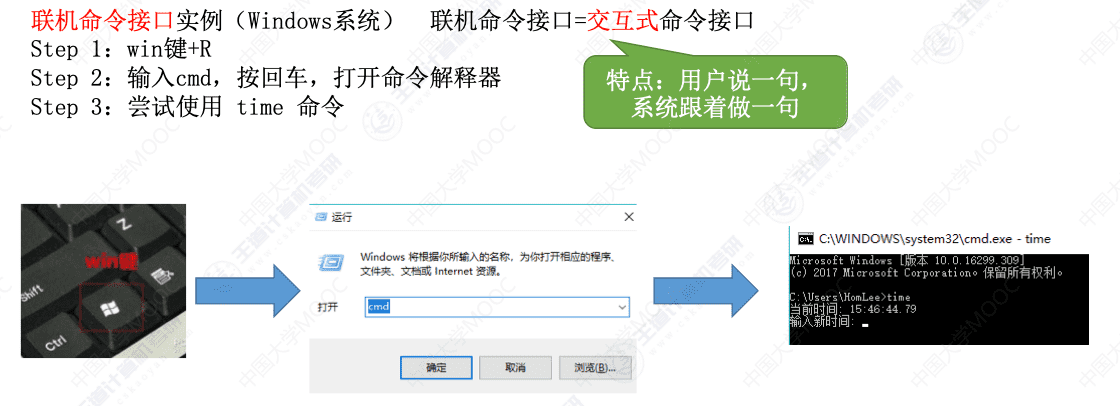 联机命令接口实例（Windows系统） 联机命令接口=交互式命令接口
Step 1：win键+R
Step 2：输入cmd，按回车，打开命令解释器
Step 3：尝试使用 time 命令
特点：用户说一句，
系统跟着做一句
Z
win键
Shift
Ctrl
运行
Windows 将根据你所输入的名称，为你打开相应的程序、
文件夹、文档或 Internet 资源。
打开
cmd
确定 取消 浏览(B)...
C:\WINDOWS\system32\cmd.exe - time
Microsoft Windows [版本 10.0.16299.309]
(c) 2017 Microsoft Corporation。保留所有权利。
C:\Users\HomLee>time
当前时间: 15:46:44.79
输入新时间: _
中国大学MOOC
王道计算机考研